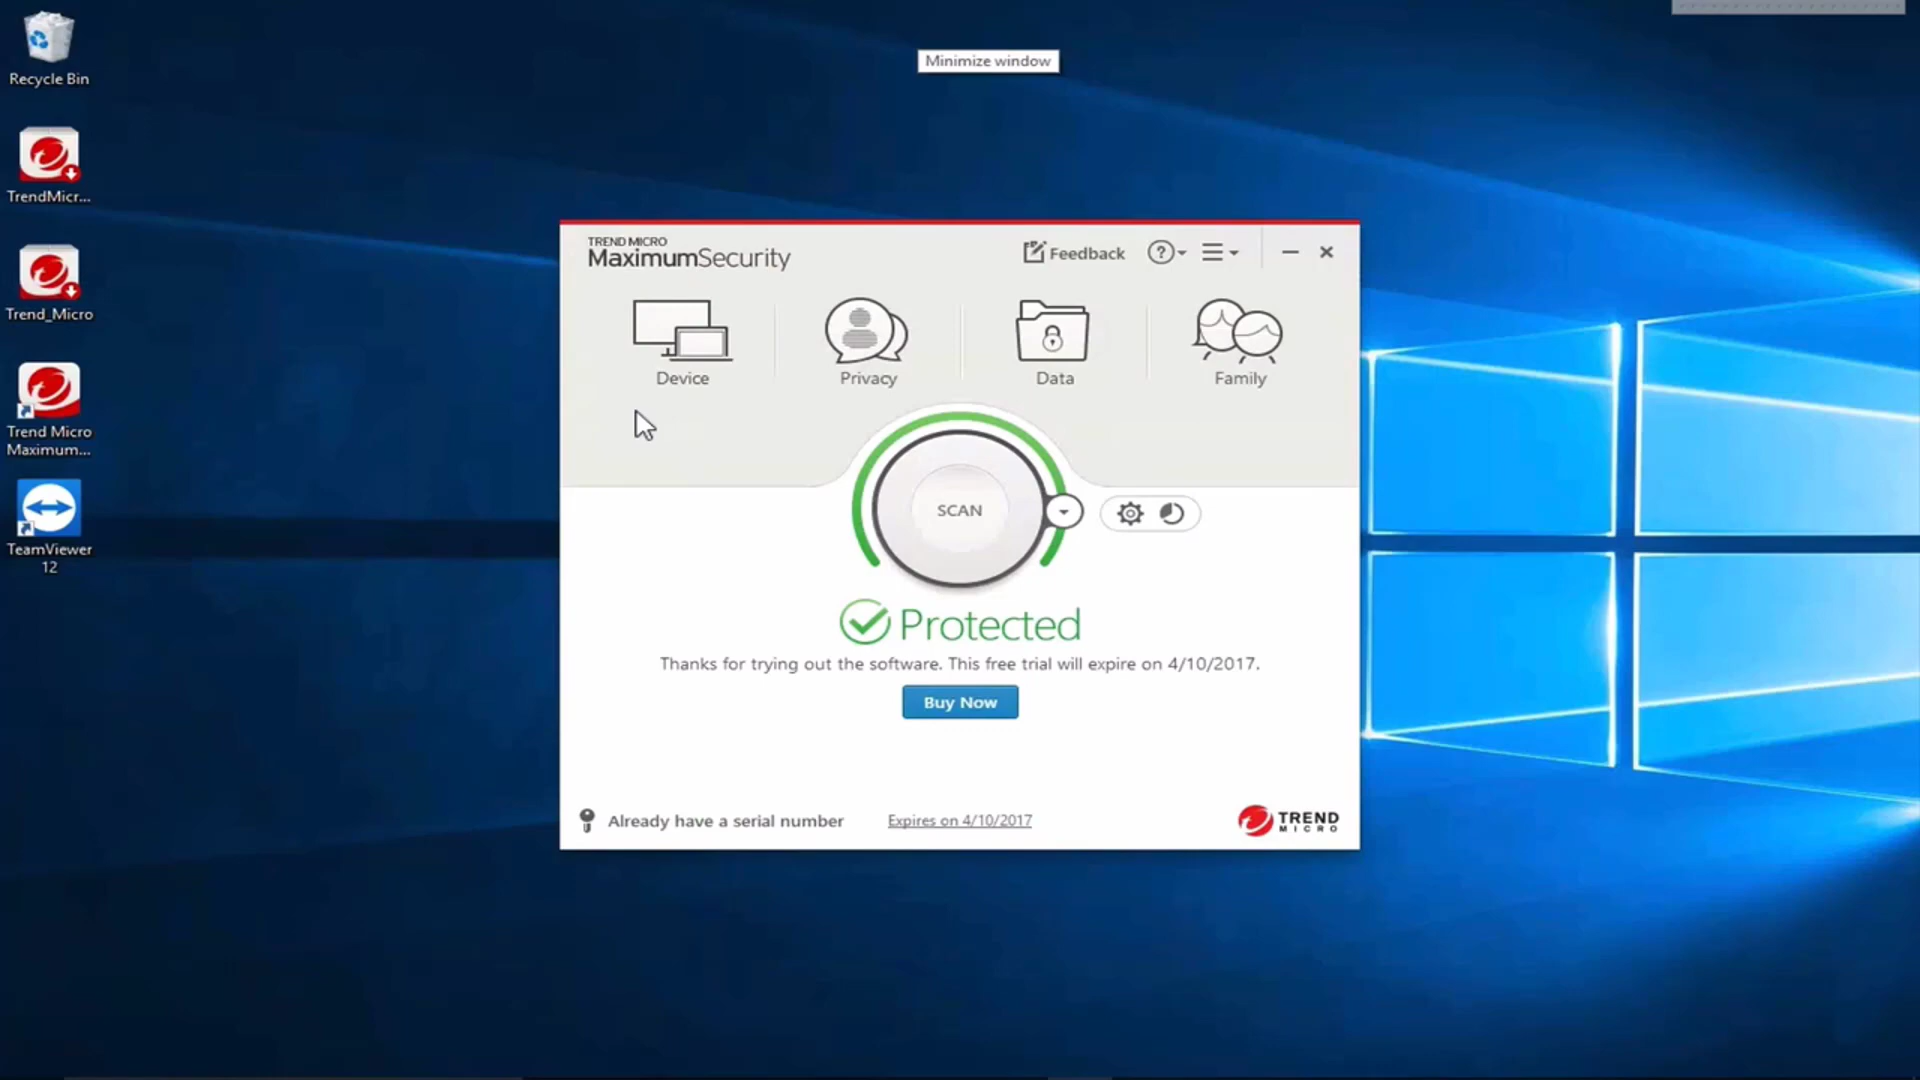 Recycle Bin
TrendMicr...
Trend_Micro
Trend Micro
Maximum...
TeamViewer
12
Minimize window
TREND MICRO
MaximumSecurity
Feedback
?
Device
Privacy
Data
Family
SCAN
Protected
Thanks for trying out the software. This free trial will expire on 4/10/2017.
Buy Now
Already have a serial number
Expires on 4/10/2017
TREND
MICRO